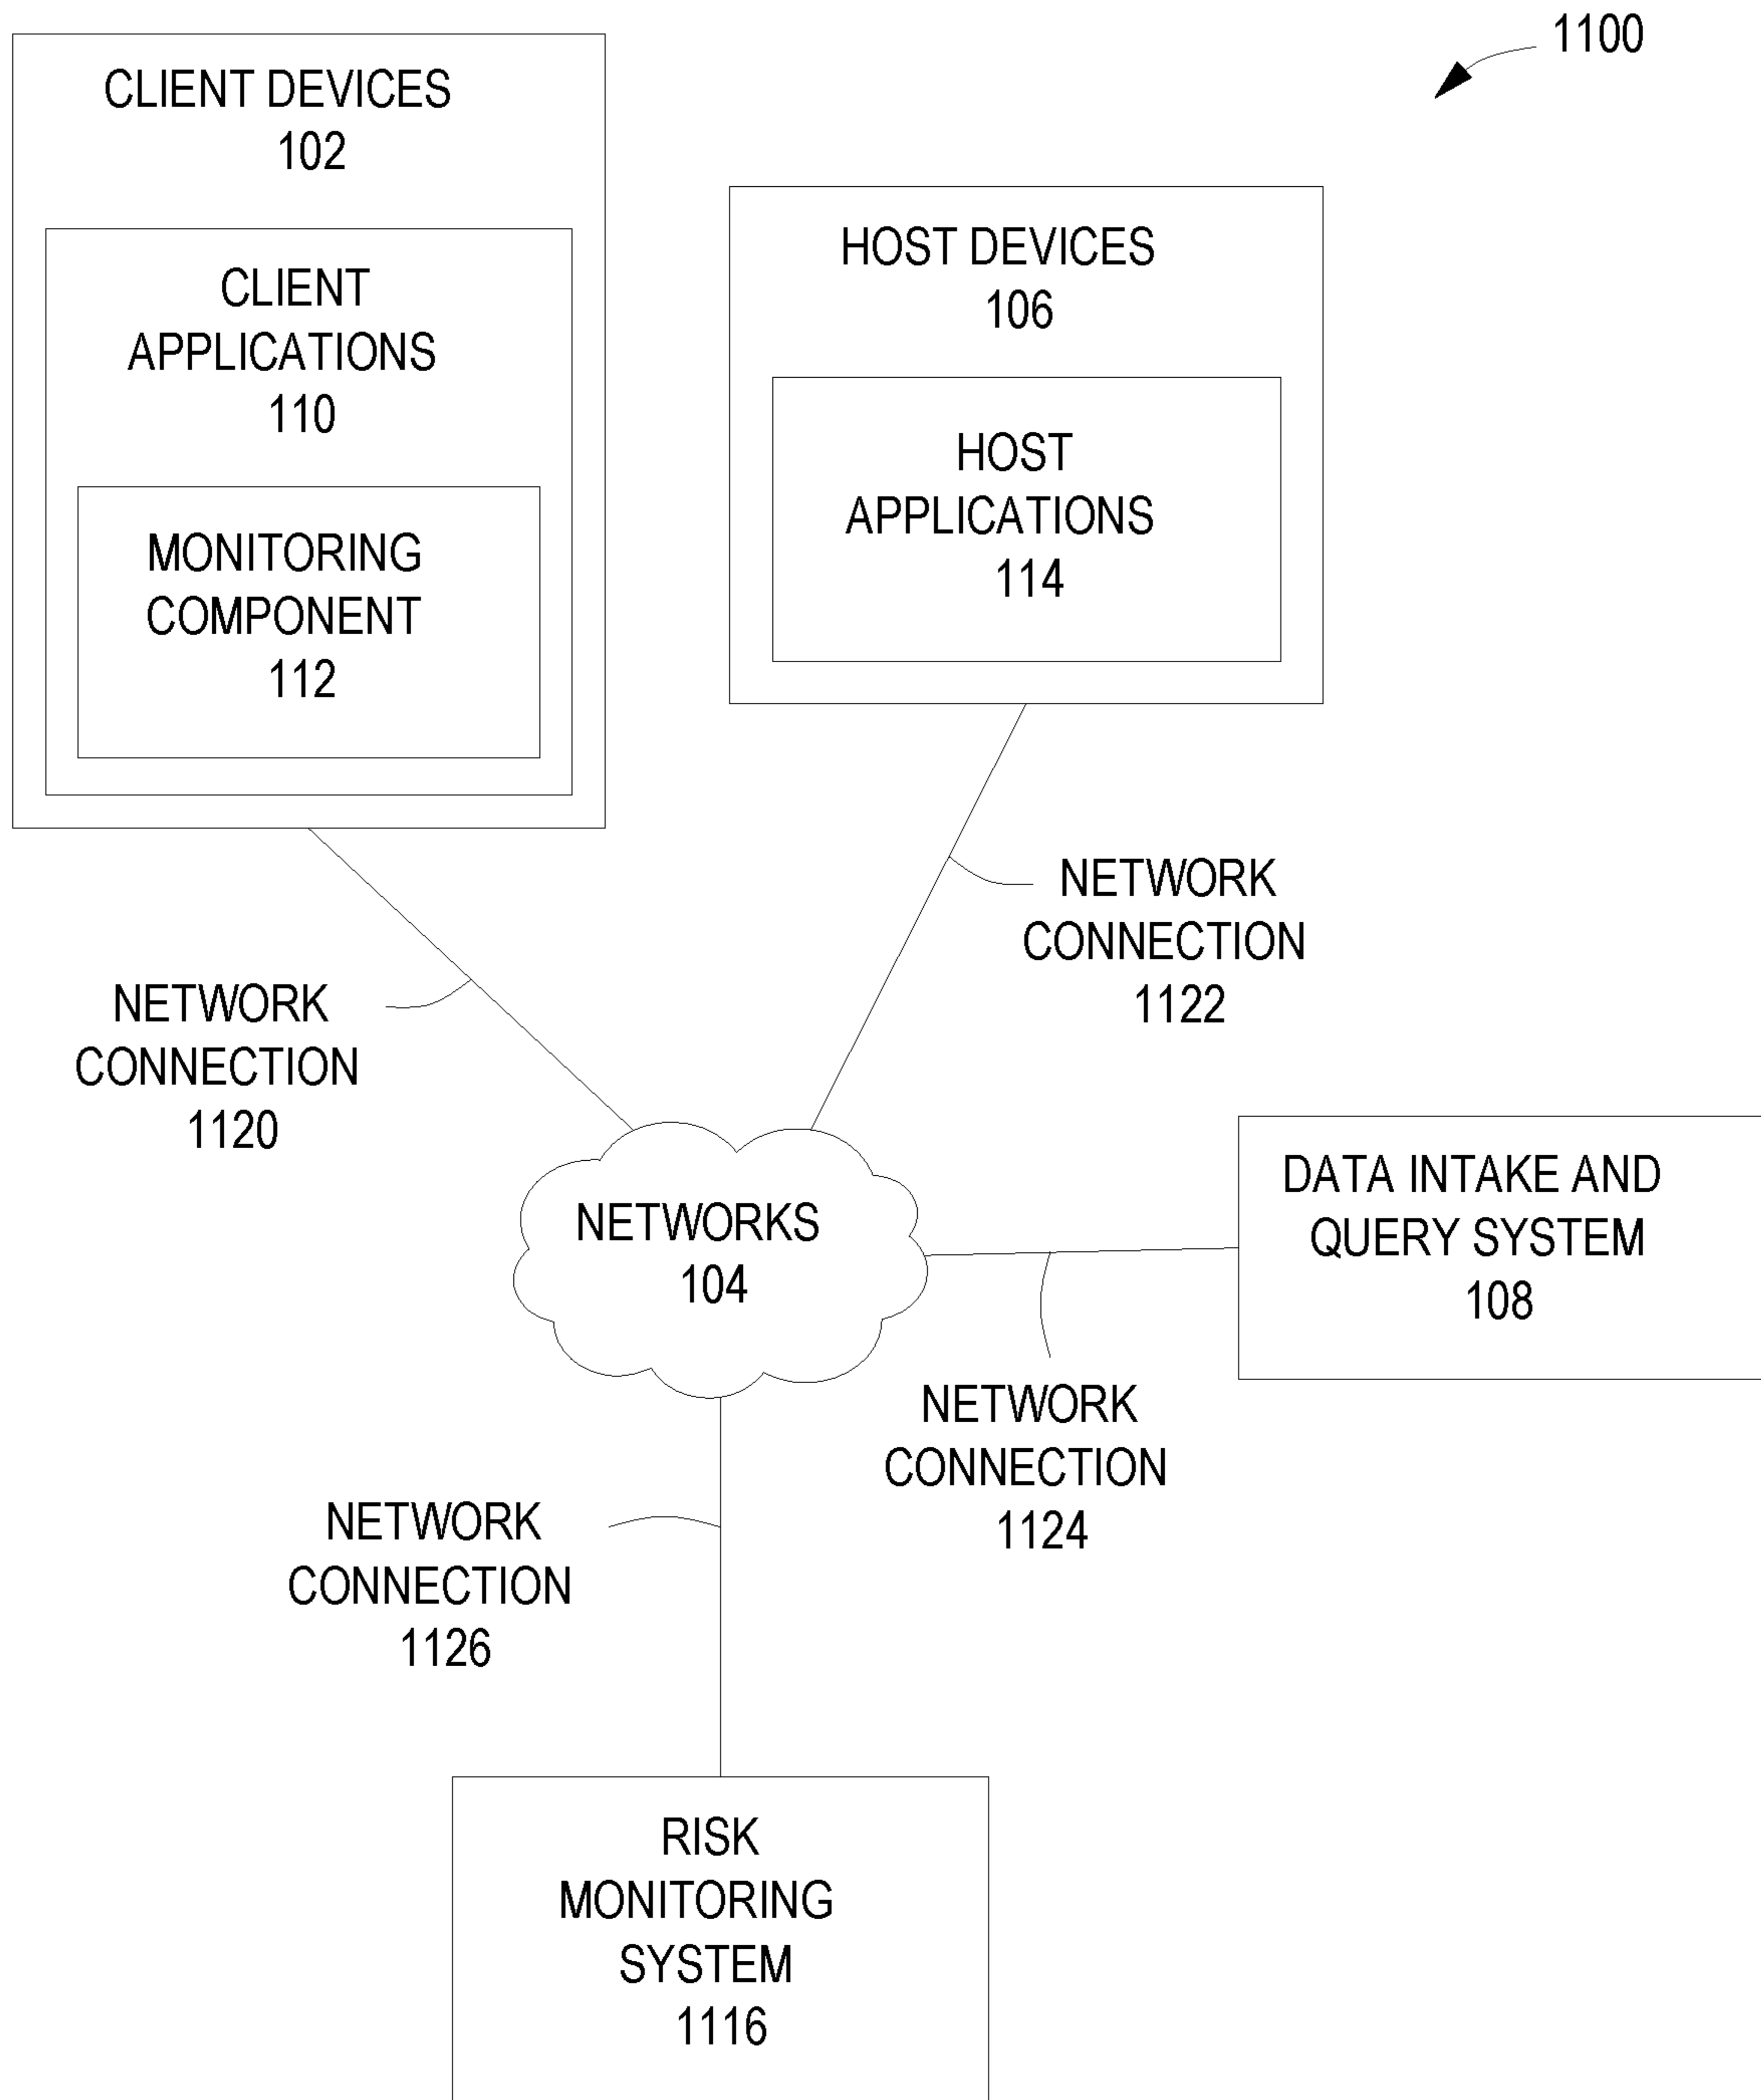 1100
CLIENT DEVICES
102
CLIENT
APPLICATIONS
110
MONITORING
COMPONENT
112
HOST DEVICES
106
HOST
APPLICATIONS
114
NETWORK
CONNECTION
1122
NETWORK
CONNECTION
1120
NETWORKS
104
DATA INTAKE AND
QUERY SYSTEM
108
NETWORK
CONNECTION
1124
NETWORK
CONNECTION
1126
RISK
MONITORING
SYSTEM
1116